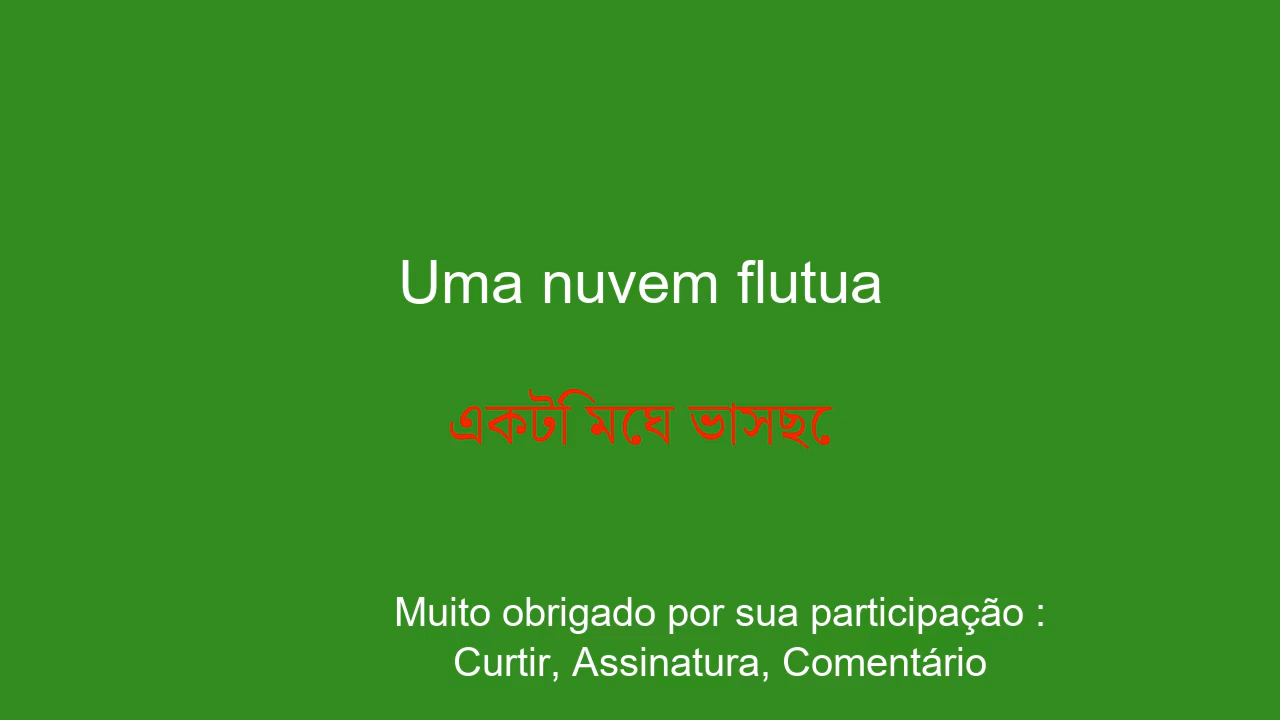 Uma nuvem flutua
একটি মেঘ ভাসছে
Muito obrigado por sua participação :
Curtir, Assinatura, Comentário